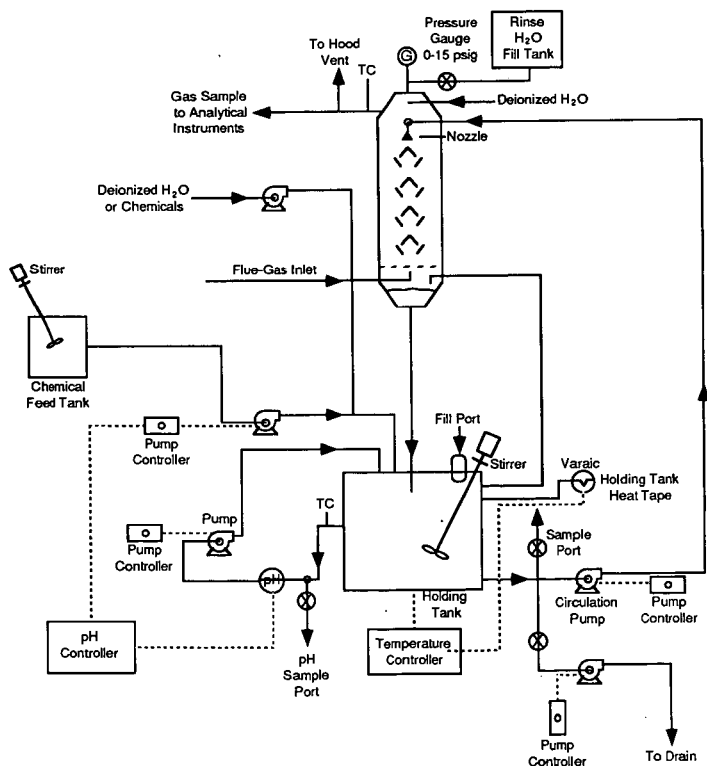 Pressure
Gauge
0-15 psig
Rinse
H₂O
Fill Tank
To Hood
Vent
TC
G
Gas Sample
to Analytical
Instruments
Deionized H₂O
Nozzle
Deionized H₂O
or Chemicals
Flue-Gas Inlet
Stirrer
Chemical
Feed Tank
Pump
Controller
Fill Port
Stirrer
Varaic
Holding Tank
Heat Tape
TC
Pump
Pump
Controller
Sample
Port
pH
Holding
Tank
Circulation
Pump
Pump
Controller
pH
Controller
pH
Sample
Port
Temperature
Controller
Pump
Controller
To Drain